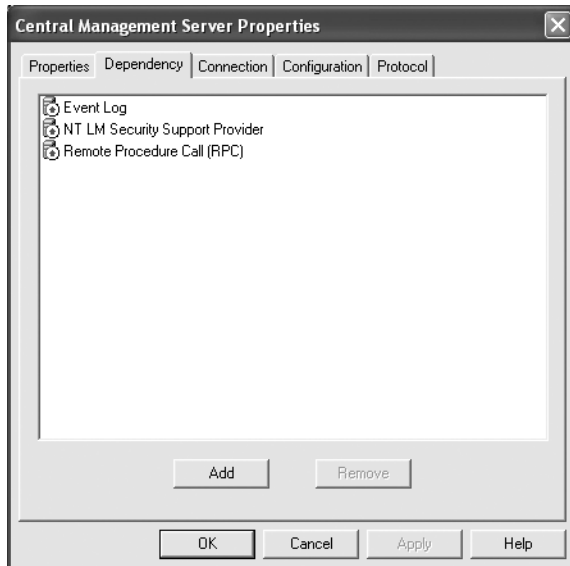 Central Management Server Properties
Properties Dependency Connection Configuration Protocol
Event Log
NT LM Security Support Provider
Remote Procedure Call (RPC)
Add Remove
OK Cancel Apply Help